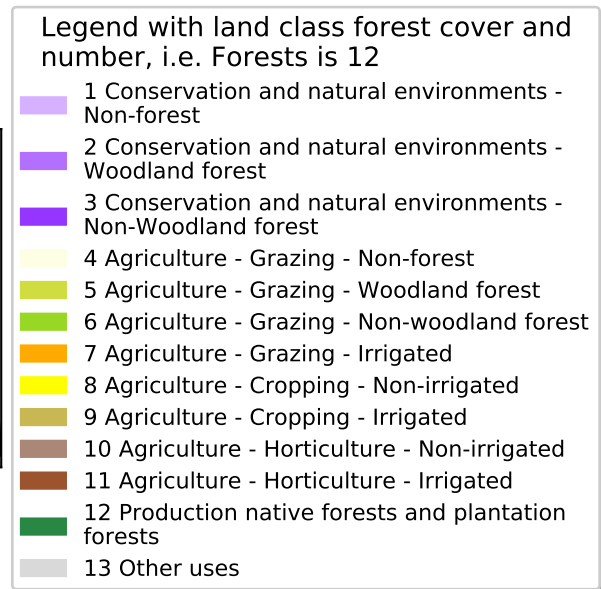 Legend with land class forest cover and
number, i.e. Forests is 12
1 Conservation and natural environments -
Non-forest
2 Conservation and natural environments -
Woodland forest
3 Conservation and natural environments -
Non-Woodland forest
4 Agriculture - Grazing - Non-forest
5 Agriculture - Grazing - Woodland forest
6 Agriculture - Grazing - Non-woodland forest
7 Agriculture - Grazing - Irrigated
8 Agriculture - Cropping - Non-irrigated
9 Agriculture - Cropping - Irrigated
10 Agriculture - Horticulture - Non-irrigated
11 Agriculture - Horticulture - Irrigated
12 Production native forests and plantation
forests
13 Other uses